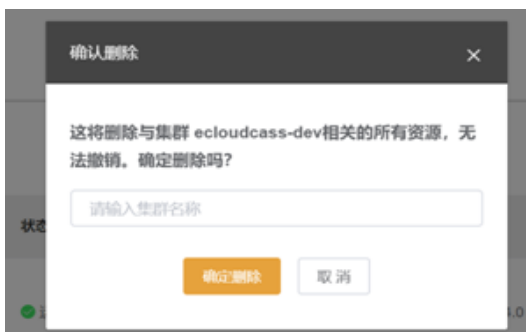 确认删除
这将删除与集群 ecloudcass-dev相关的所有资源，无
法撤销。确定删除吗？
请输入集群名称
状态
确定删除
取消